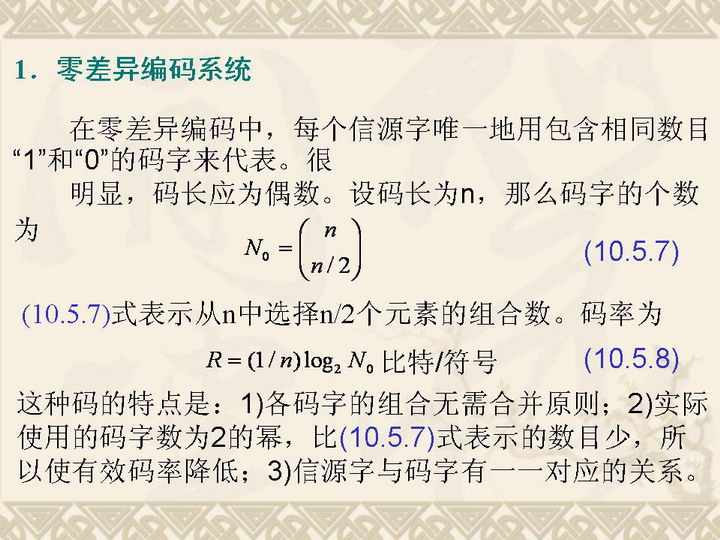 1．零差异编码系统
在零差异编码中，每个信源字唯一地用包含相同数目
“1”和“0”的码字来代表。很
明显，码长应为偶数。设码长为n，那么码字的个数
为
N₀ = (n
n/2)
(10.5.7)
(10.5.7)式表示从n中选择n/2个元素的组合数。码率为
R = (1/n)log₂ N₀ 比特/符号 (10.5.8)
这种码的特点是：1)各码字的组合无需合并原则；2)实际
使用的码字数为2的幂，比(10.5.7)式表示的数目少，所
以使有效码率降低；3)信源字与码字有一一对应的关系。